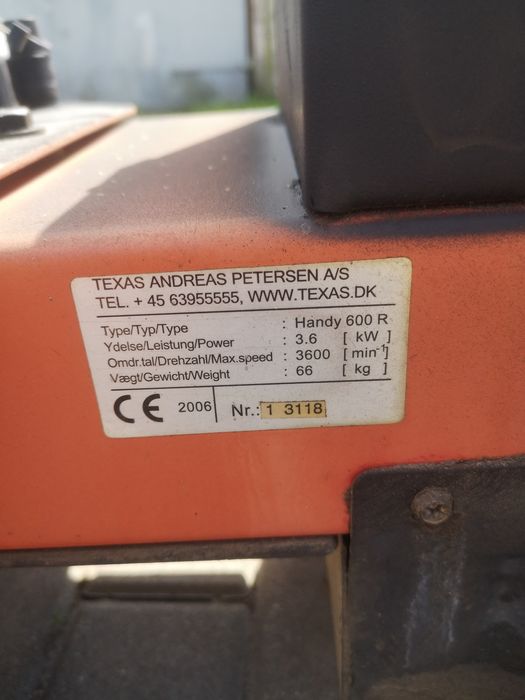 TEXAS ANDREAS PETERSEN A/S
TEL. + 45 63955555, WWW.TEXAS.DK
Type/Typ/Type : Handy 600 R
Ydelse/Leistung/Power : 3.6 [ kW ]
Omdr.tal/Drehzahl/Max.speed : 3600 [ min-1 ]
Vægt/Gewicht/Weight : 66 [ kg ]
CE 2006 Nr.: 1 3118